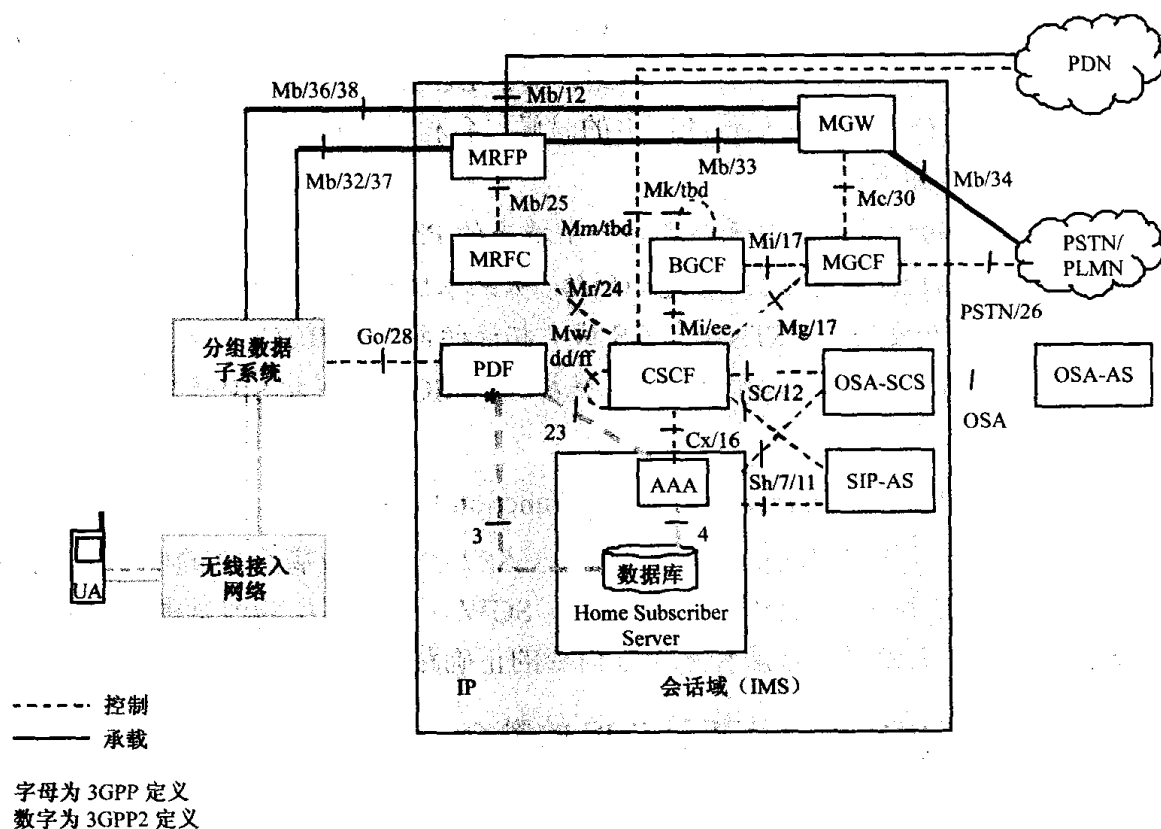 PDN
Mb/36/38
Mb/12
MGW
MRFP
Mb/33
Mb/32/37
Mb/34
Mk/tbd
Mb/25
Mc/30
Mm/tbd
PSTN/
PLMN
MRFC
BGCF
Mi/17
MGCF
Mr/24
PSTN/26
Mi/ee
Mg/17
分组数据
子系统
Go/28
Mw/
dd/ff
PDF
CSCF
OSA-SCS
OSA-AS
SC/12
OSA
23
Cx/16
AAA
Sh/7/11
SIP-AS
3
4
UA
无线接入
网络
数据库
Home Subscriber
Server
IP
会话域（IMS）
控制
承载
字母为 3GPP 定义
数字为 3GPP2 定义